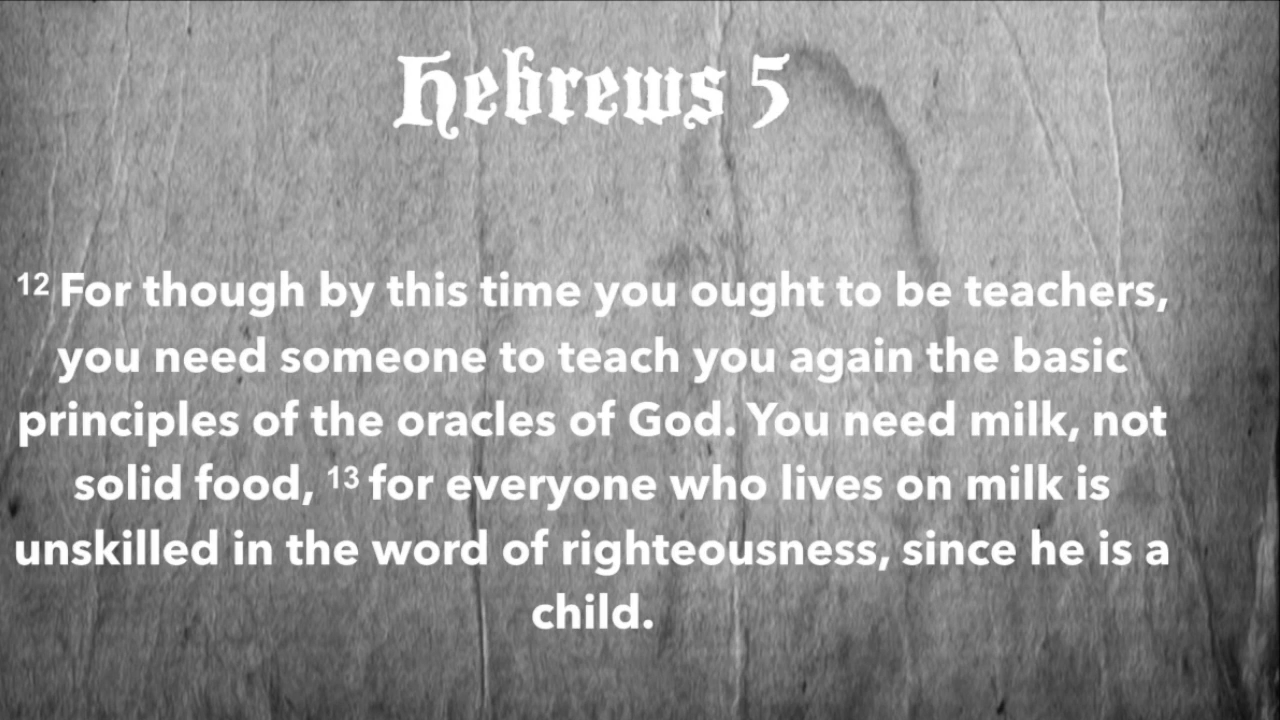 Hebrews 5
12 For though by this time you ought to be teachers,
you need someone to teach you again the basic
principles of the oracles of God. You need milk, not
solid food, 13 for everyone who lives on milk is
unskilled in the word of righteousness, since he is a
child.